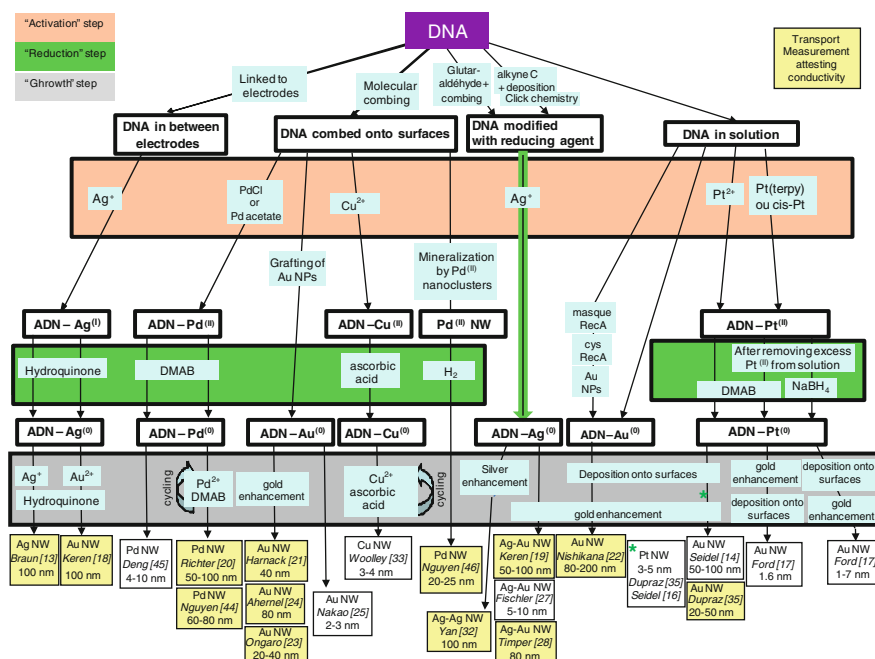 "Activation" step
"Reduction" step
"Ghrowth" step
DNA
Transport
Measurement
attesting
conductivity
Linked to
electrodes
Molecular
combing
Glutar-
aldéhyde+
combing
alkyne C
+ deposition
Click chemistry
DNA in between
electrodes
DNA combed onto surfaces
DNA modified
with reducing agent
DNA in solution
Ag+
PdCl
or
Pd acetate
Cu2+
Ag+
Pt2+
Pt(terpy)
ou cis-Pt
Grafting of
Au NPs
Mineralization
by Pd(II)
nanoclusters
masque
RecA
cys
RecA
Au
NPs
ADN–Ag(I)
ADN–Pd(II)
ADN–Cu(II)
Pd(II) NW
ADN–Pt(II)
Hydroquinone
DMAB
ascorbic
acid
H2
After removing excess
Pt(II) from solution
DMAB
NaBH4
ADN–Ag(0)
ADN–Pd(0)
ADN–Au(0)
ADN–Cu(0)
ADN–Ag(0)
ADN–Au(0)
ADN–Pt(0)
Ag+
Au2+
Hydroquinone
cycling
Pd2+
DMAB
gold
enhancement
Cu2+
ascorbic
acid
cycling
Silver
enhancement
Deposition onto surfaces
*
gold enhancement
gold
enhancement
deposition onto
surfaces
deposition onto
surfaces
gold
enhancement
Ag NW
Braun [13]
100 nm
Au NW
Keren [18]
100 nm
Pd NW
Deng [45]
4-10 nm
Pd NW
Richter [20]
50-100 nm
Pd NW
Nguyen [44]
60-80 nm
Au NW
Harnack [21]
40 nm
Au NW
Ahernel [24]
80 nm
Au NW
Ongaro [23]
20-40 nm
Au NW
Nakao [25]
2-3 nm
Cu NW
Woolley [33]
3-4 nm
Pd NW
Nguyen [46]
20-25 nm
Ag-Ag NW
Yan [32]
100 nm
Ag-Au NW
Keren [19]
50-100 nm
Ag-Au NW
Fischler [27]
5-10 nm
Ag-Au NW
Timper [28]
80 nm
Au NW
Nishikana [22]
80-200 nm
* Pt NW
3-5 nm
Dupraz [35]
Seidel [16]
Au NW
Seidel [14]
50-100 nm
Au NW
Dupraz [35]
20-50 nm
Au NW
Ford [17]
1.6 nm
Au NW
Ford [17]
1-7 nm